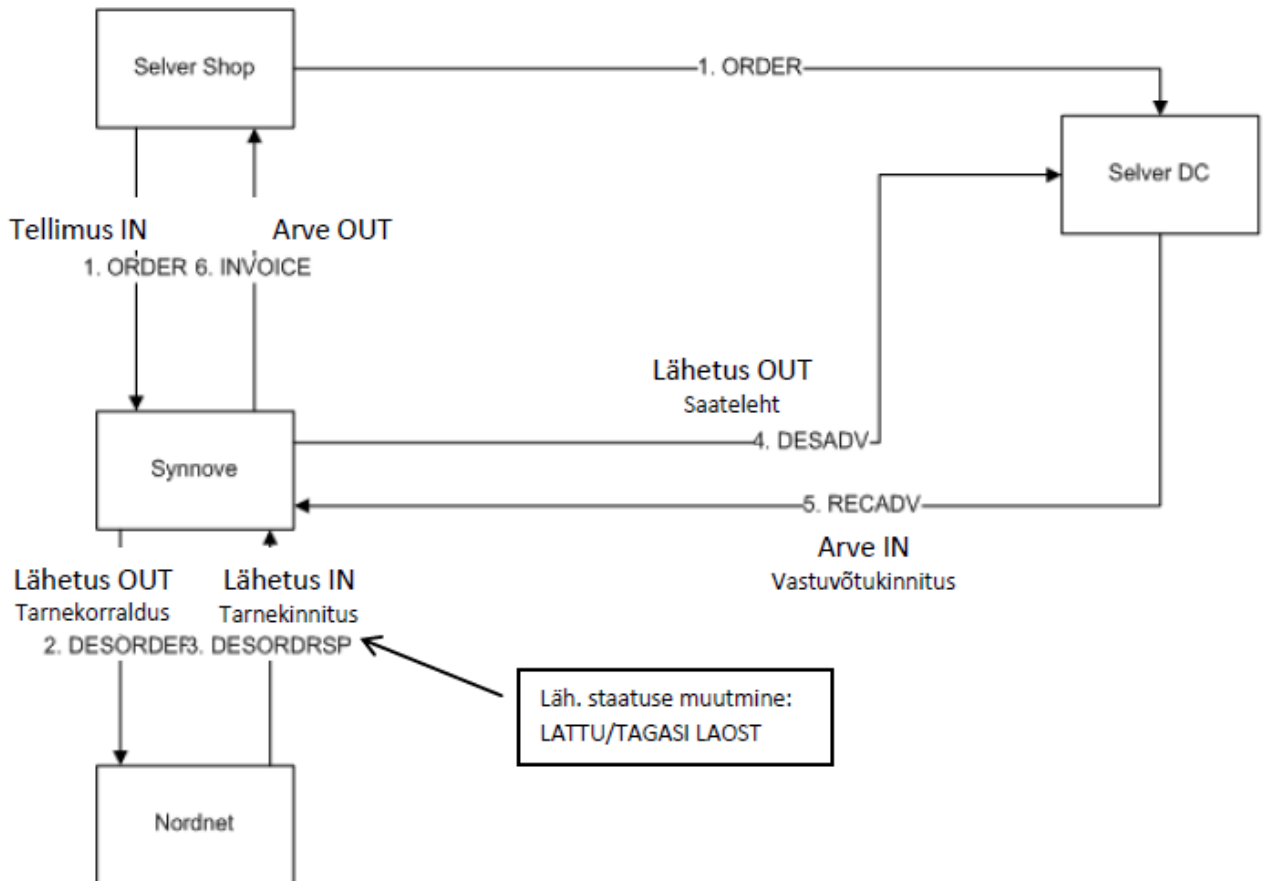 Selver Shop
1. ORDER
Selver DC
Tellimus IN
Arve OUT
1. ORDER 6. INVOICE
Lähetus OUT
Saateleht
4. DESADV
Synnove
5. RECADV
Arve IN
Vastuvõtukinnitus
Lähetus OUT
Tarnekorraldus
Lähetus IN
Tarnekinnitus
2. DESORDER
3. DESORDRSP
Läh. staatuse muutmine:
LATTU/TAGASI LAOST
Nordnet